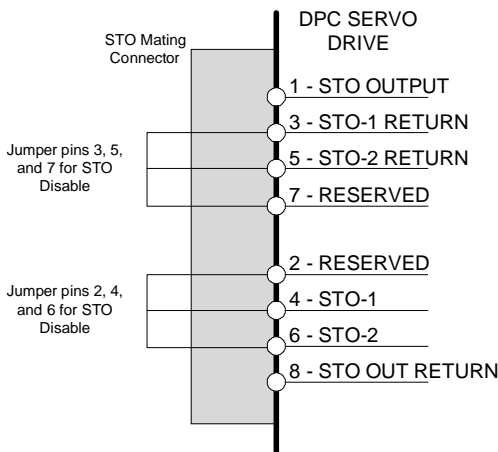 DPC SERVO
DRIVE
STO Mating
Connector
1 - STO OUTPUT
3 - STO-1 RETURN
5 - STO-2 RETURN
7 - RESERVED
Jumper pins 3, 5,
and 7 for STO
Disable
2 - RESERVED
4 - STO-1
6 - STO-2
8 - STO OUT RETURN
Jumper pins 2, 4,
and 6 for STO
Disable